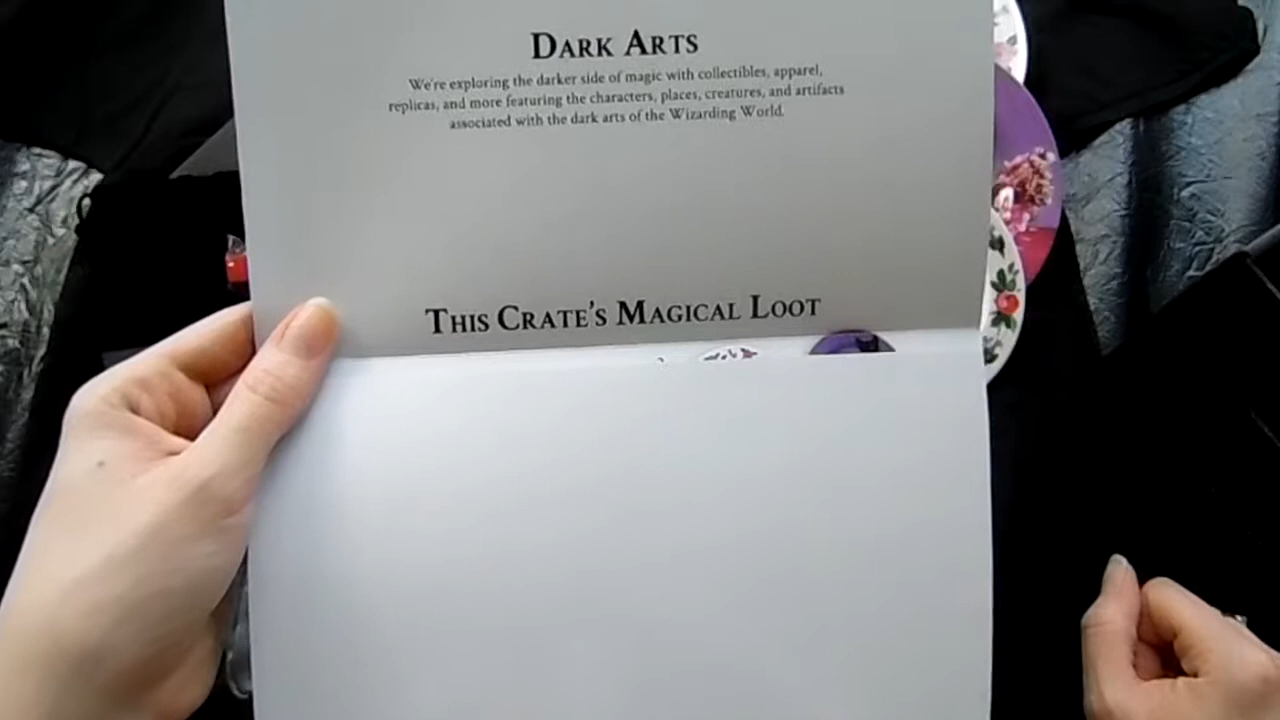 DARK ARTS
We're exploring the darker side of magic with collectibles, apparel,
replicas, and more featuring the characters, places, creatures, and artifacts
associated with the dark arts of the Wizarding World.
THIS CRATE'S MAGICAL LOOT